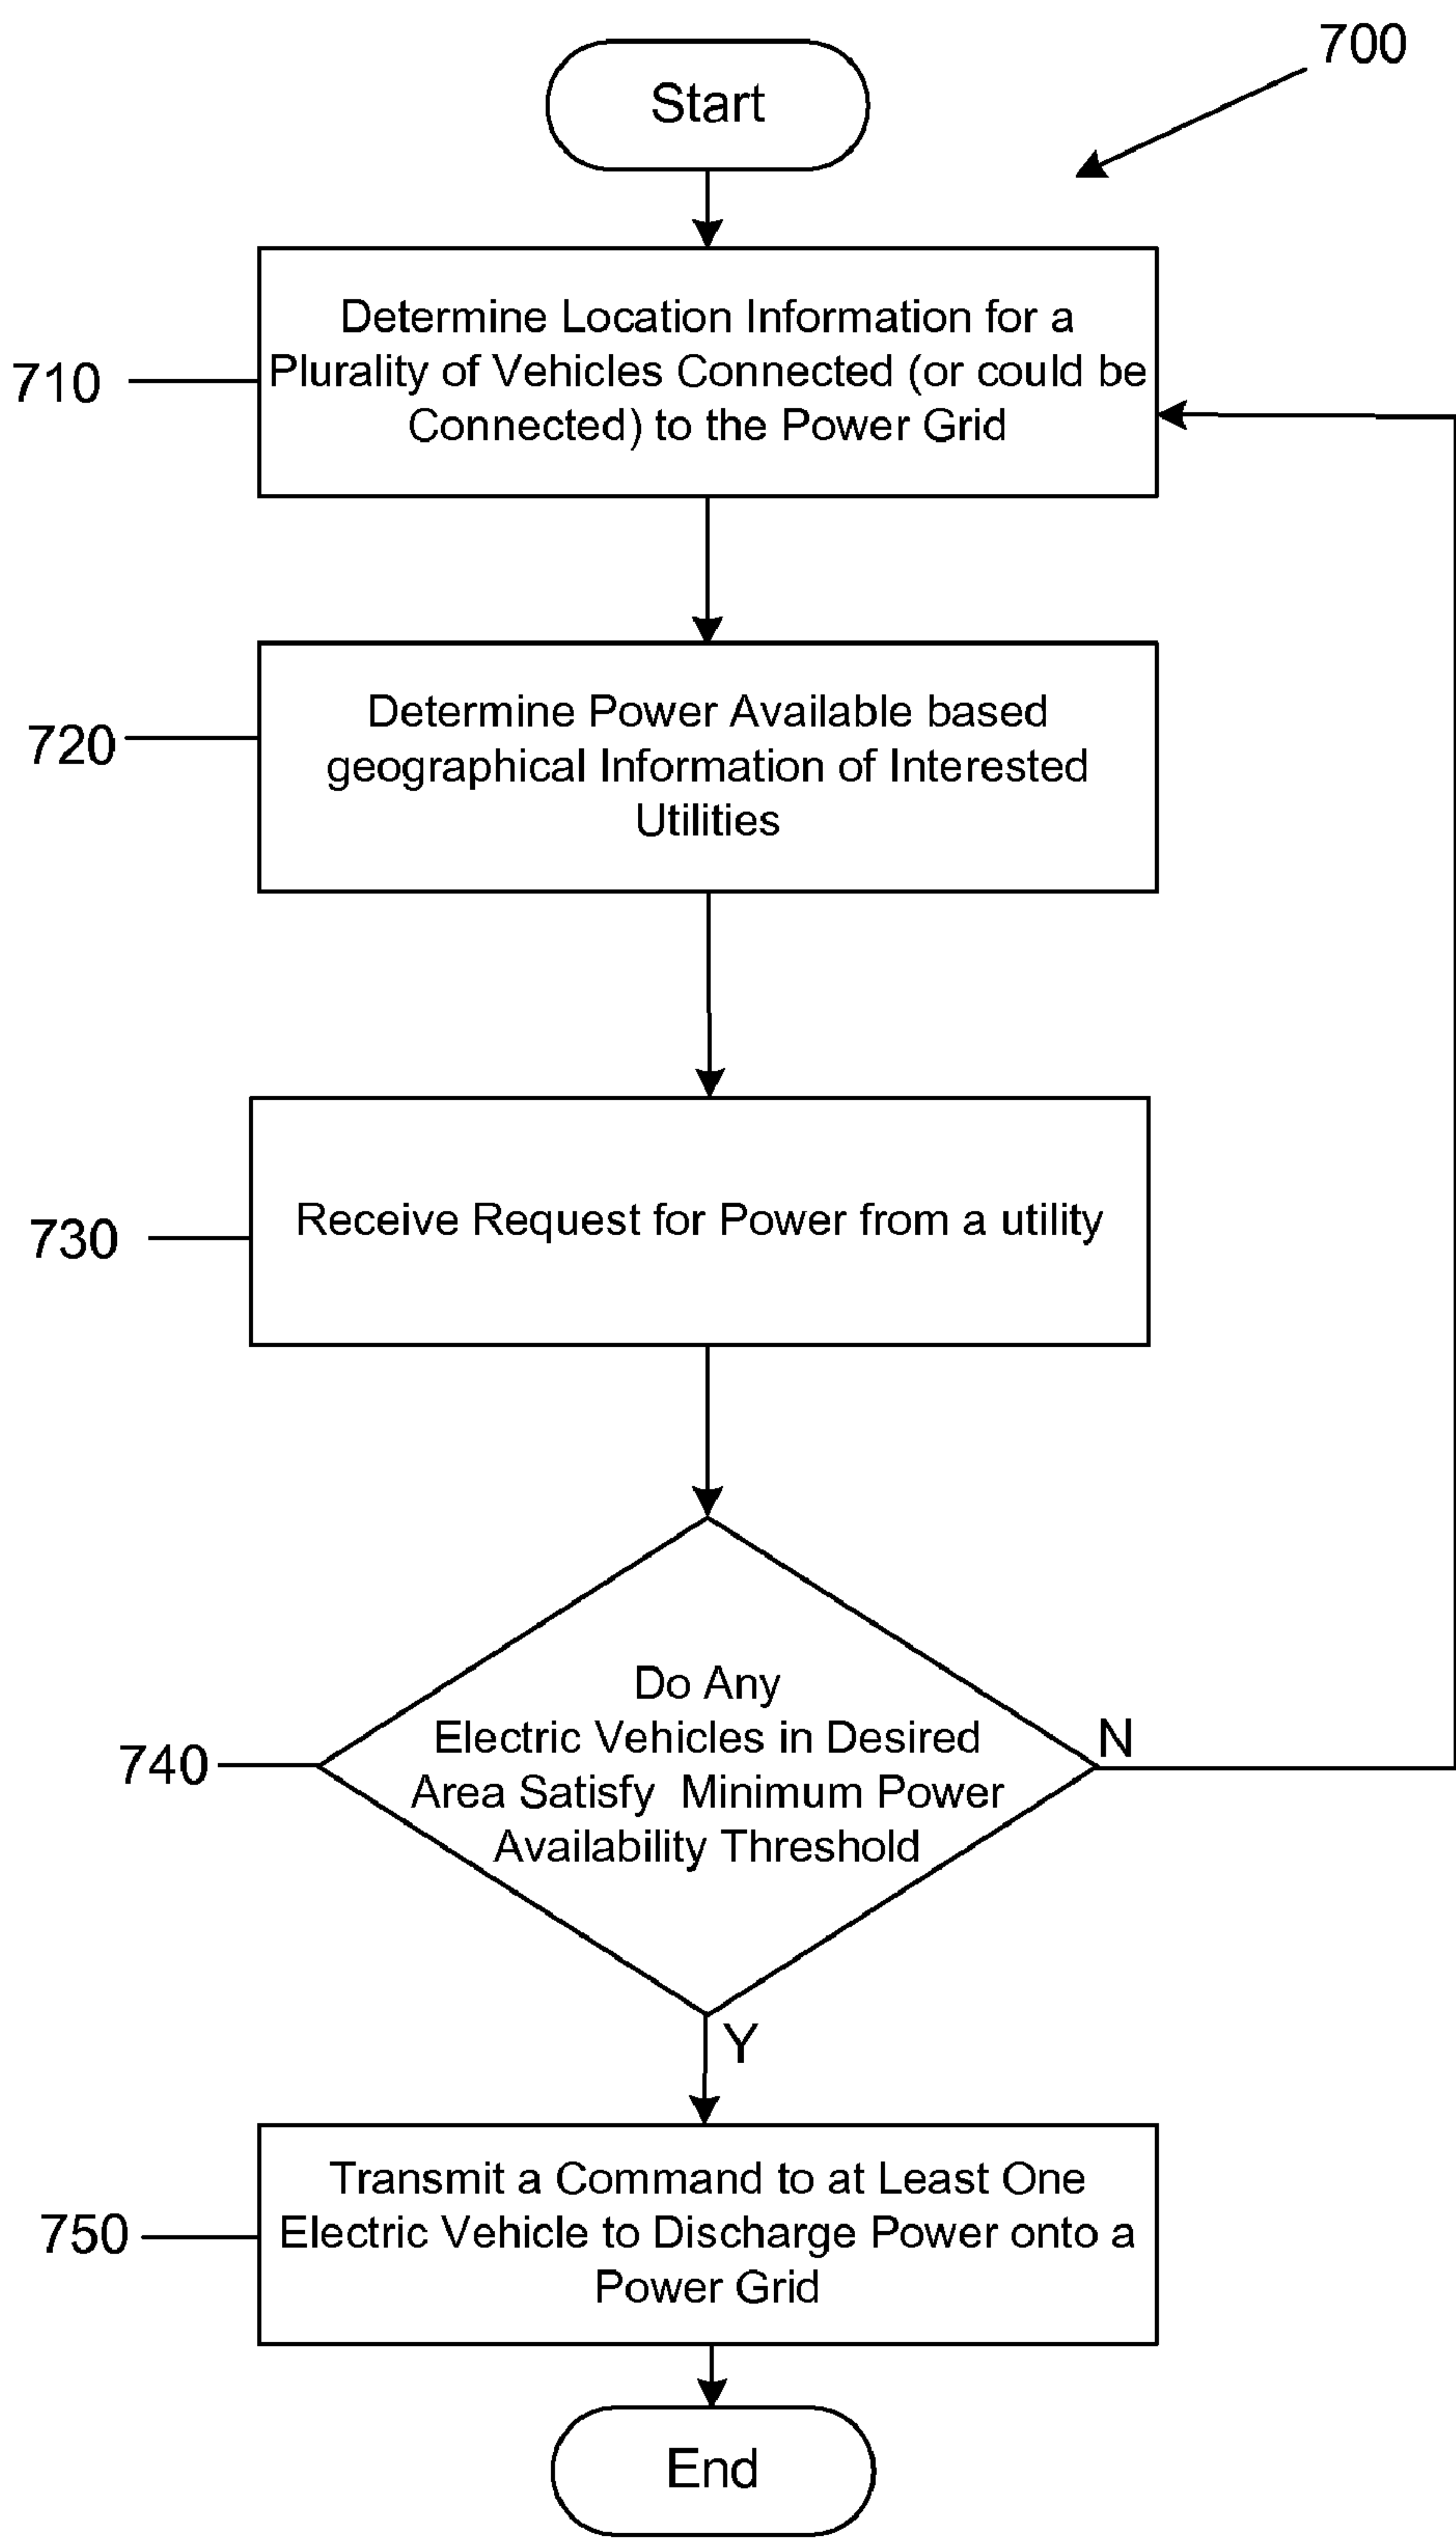 700
Start
710
Determine Location Information for a
Plurality of Vehicles Connected (or could be
Connected) to the Power Grid
720
Determine Power Available based
geographical Information of Interested
Utilities
730
Receive Request for Power from a utility
740
Do Any
Electric Vehicles in Desired
Area Satisfy Minimum Power
Availability Threshold
N
Y
750
Transmit a Command to at Least One
Electric Vehicle to Discharge Power onto a
Power Grid
End